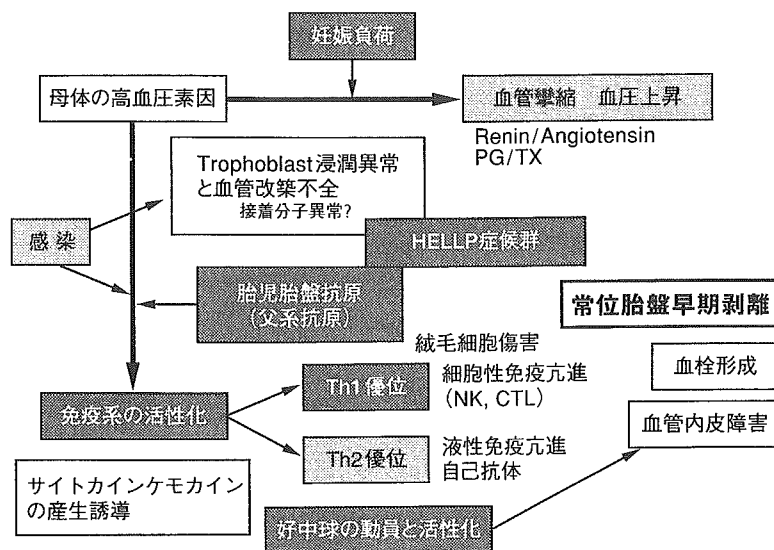 妊娠負荷
母体の高血圧素因
血管攣縮　血圧上昇
Renin/Angiotensin
PG/TX
Trophoblast浸潤異常
と血管改築不全
接着分子異常?
感 染
HELLP症候群
胎児胎盤抗原
（父系抗原）
常位胎盤早期剥離
絨毛細胞傷害
Th1優位
細胞性免疫亢進
（NK, CTL）
血栓形成
免疫系の活性化
血管内皮障害
Th2優位
液性免疫亢進
自己抗体
サイトカインケモカイン
の産生誘導
好中球の動員と活性化